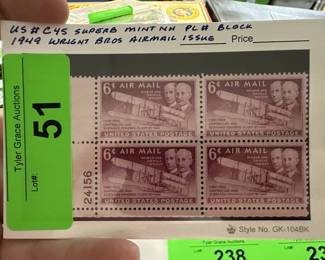 US # C45 SUPERB MINT NH PL# BLOCK
1949 WRIGHT BROS AIRMAIL ISSUE Price
Tyler Grace Auctions
Lot#:
51
6¢ AIR MAIL
UNITED STATES POSTAGE
6¢ AIR MAIL
UNITED STATES POSTAGE
6¢ AIR MAIL
UNITED STATES POSTAGE
6¢ AIR MAIL
UNITED STATES POSTAGE
24156
Style No. GK-104BK
Tyler Grace Auctions
238
23